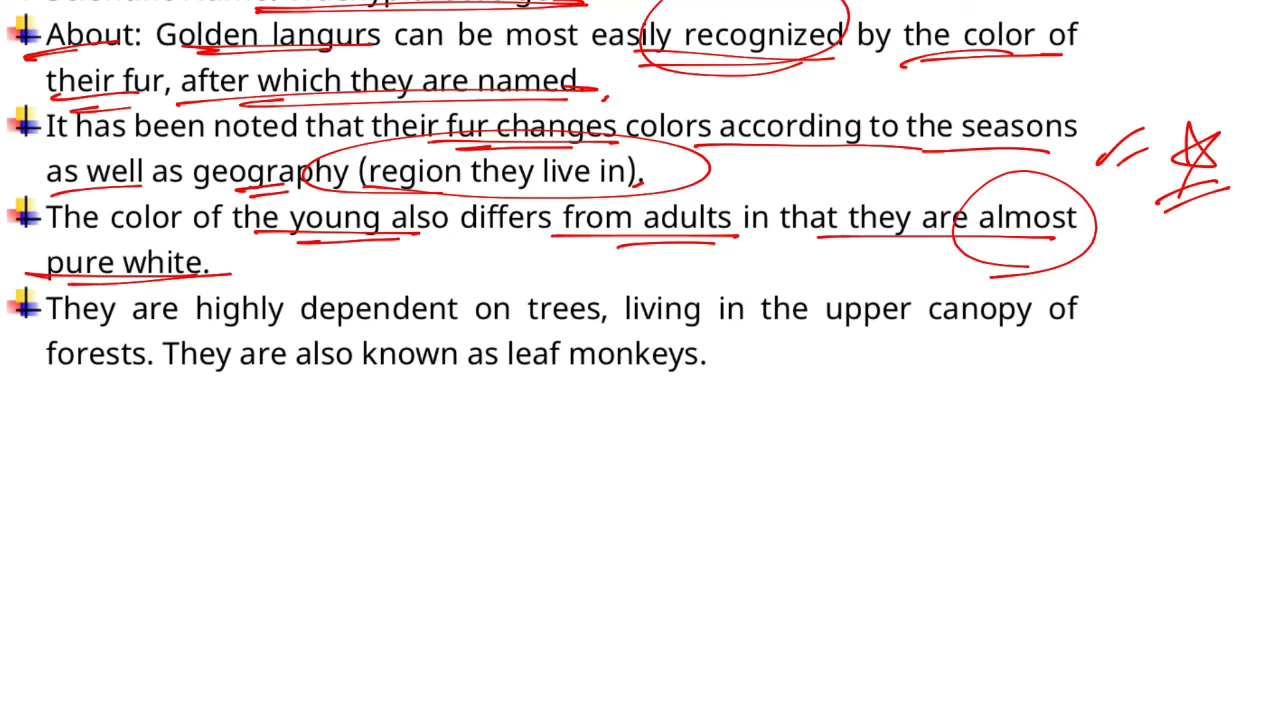 About: Golden langurs can be most easily recognized by the color of
their fur, after which they are named.
It has been noted that their fur changes colors according to the seasons
as well as geography (region they live in).
The color of the young also differs from adults in that they are almost
pure white.
They are highly dependent on trees, living in the upper canopy of
forests. They are also known as leaf monkeys.